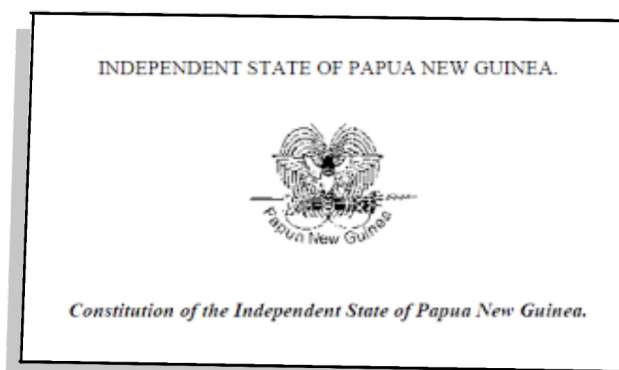 INDEPENDENT STATE OF PAPUA NEW GUINEA.
Papua New Guinea
Constitution of the Independent State of Papua New Guinea.